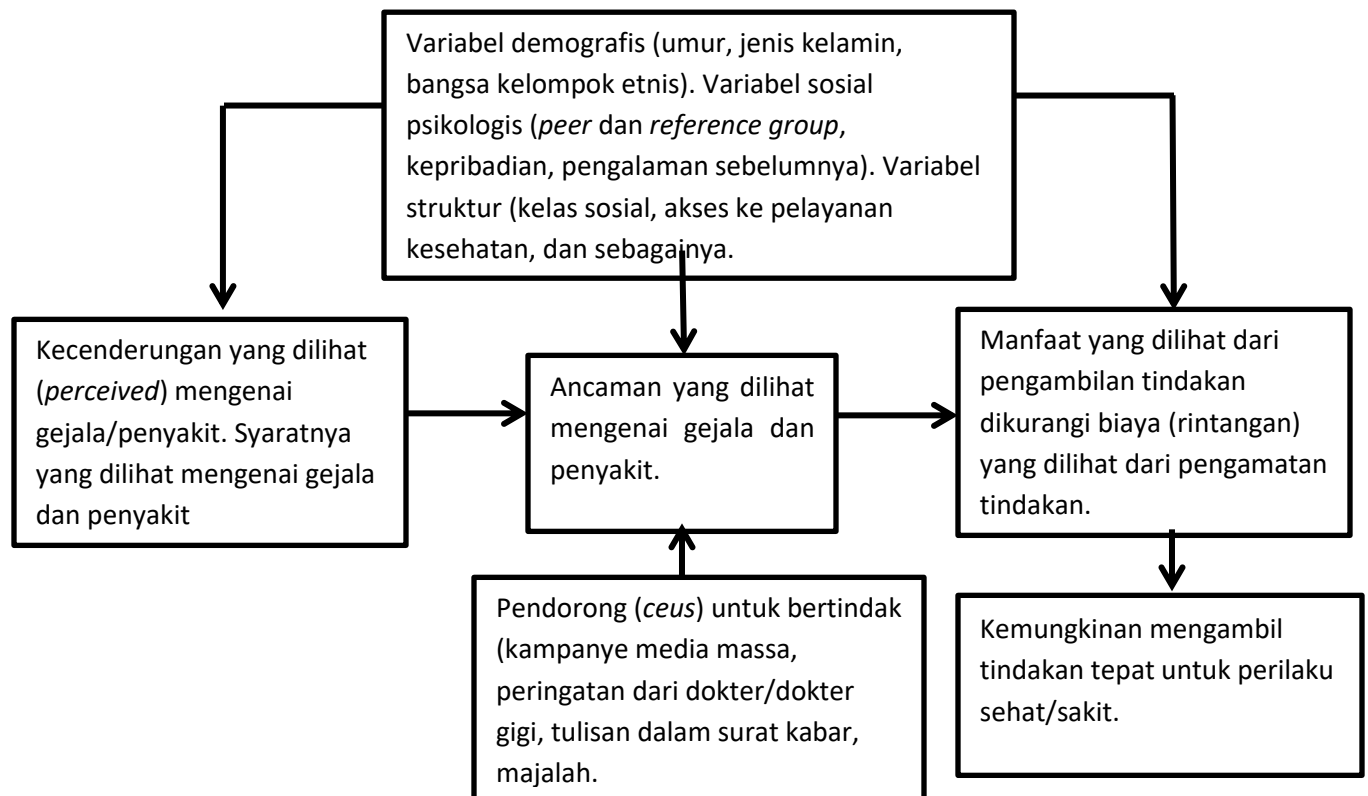 Variabel demografis (umur, jenis kelamin,
bangsa kelompok etnis). Variabel sosial
psikologis (peer dan reference group,
kepribadian, pengalaman sebelumnya). Variabel
struktur (kelas sosial, akses ke pelayanan
kesehatan, dan sebagainya.
Kecenderungan yang dilihat
(perceived) mengenai
gejala/penyakit. Syaratnya
yang dilihat mengenai gejala
dan penyakit
Ancaman yang dilihat
mengenai gejala dan
penyakit.
Manfaat yang dilihat dari
pengambilan tindakan
dikurangi biaya (rintangan)
yang dilihat dari pengamatan
tindakan.
Pendorong (ceus) untuk bertindak
(kampanye media massa,
peringatan dari dokter/dokter
gigi, tulisan dalam surat kabar,
majalah.
Kemungkinan mengambil
tindakan tepat untuk perilaku
sehat/sakit.